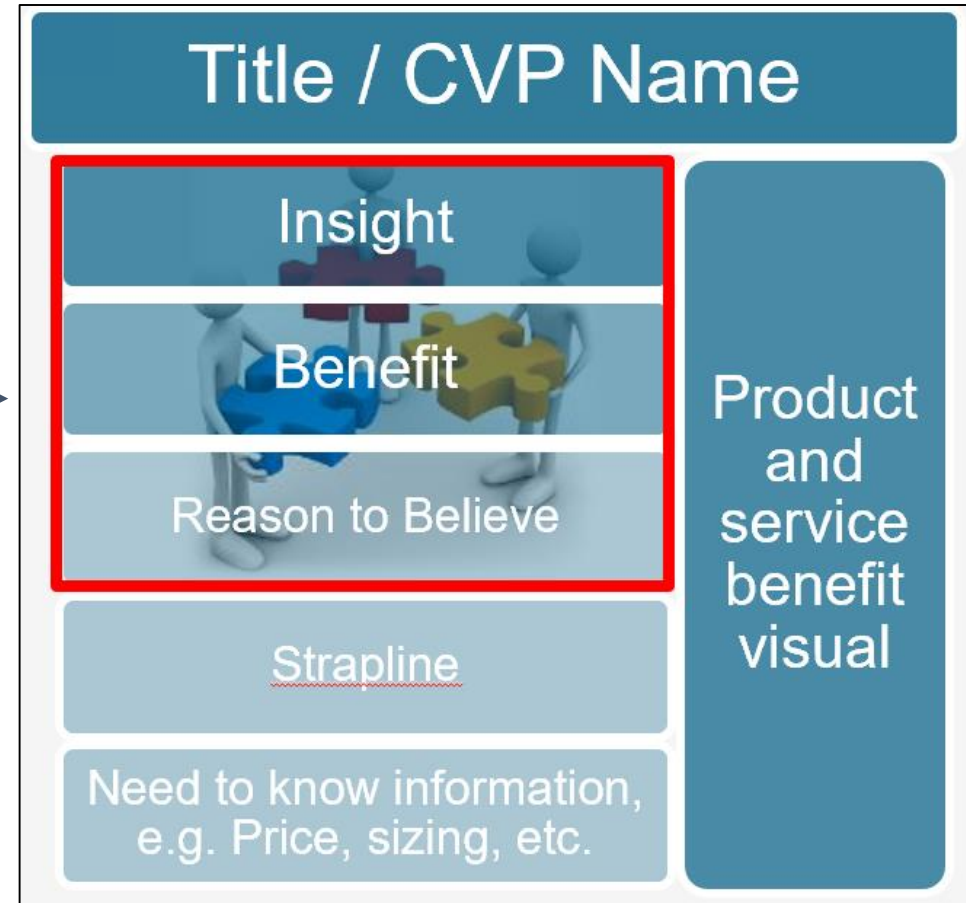 Title / CVP Name
Insight
Benefit
Reason to Believe
Strapline
Need to know information,
e.g. Price, sizing, etc.
Product
and
service
benefit
visual